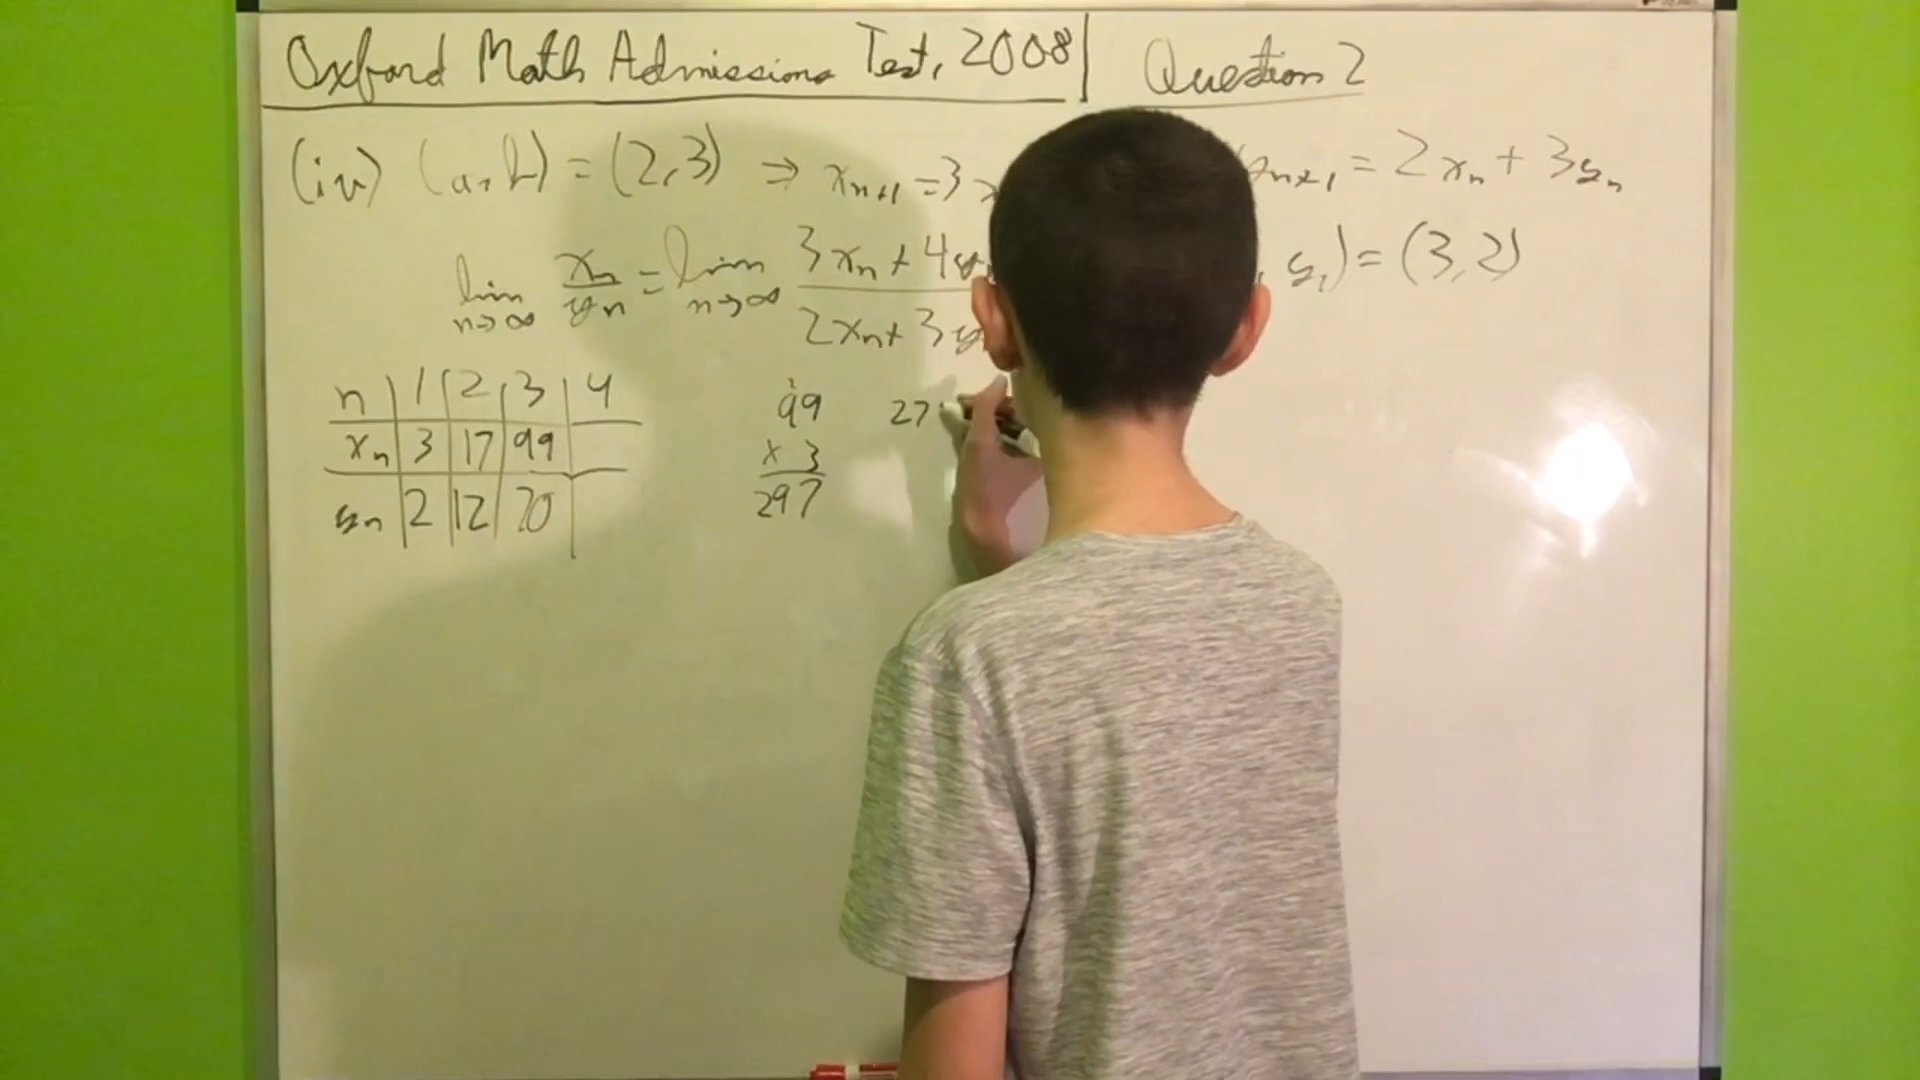 Oxford Math Admissions Test, 2008 | Question 2
(iv) (a, b) = (2,3) ⇒ xₙ₊₁ = 3 yₙ₊₁ = 2xₙ + 3yₙ
lim n→∞ xₙ/yₙ = lim n→∞ (3xₙ + 4y / 2xₙ + 3y , y₁) = (3,2)
n | 1 | 2 | 3 | 4
xₙ | 3 | 17 | 99 |
yₙ | 2 | 12 | 70 |
1
99 27
x 3
297